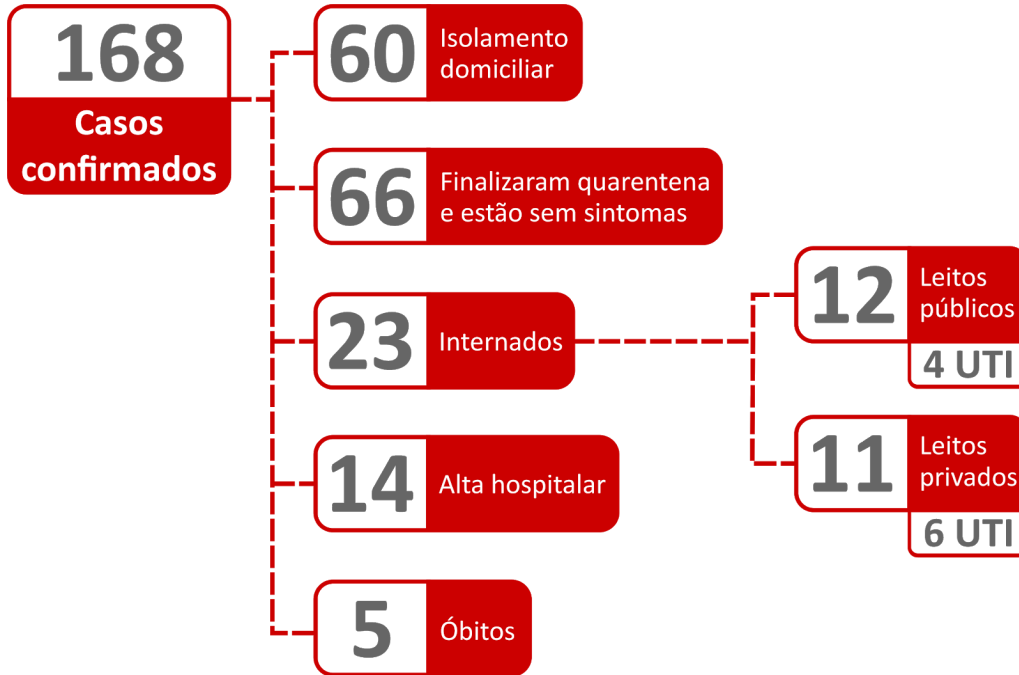 168
Casos
confirmados
60
Isolamento
domiciliar
66
Finalizaram quarentena
e estão sem sintomas
23
Internados
12
Leitos
públicos
4 UTI
11
Leitos
privados
6 UTI
14
Alta hospitalar
5
Óbitos